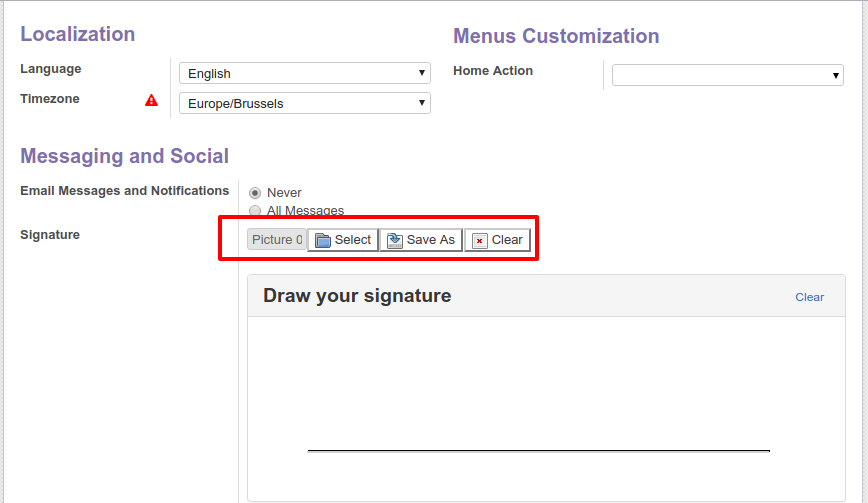 Localization
Language
English
Timezone
Europe/Brussels
Menus Customization
Home Action
Messaging and Social
Email Messages and Notifications
Never
All Messages
Signature
Picture 0 Select Save As Clear
Draw your signature Clear